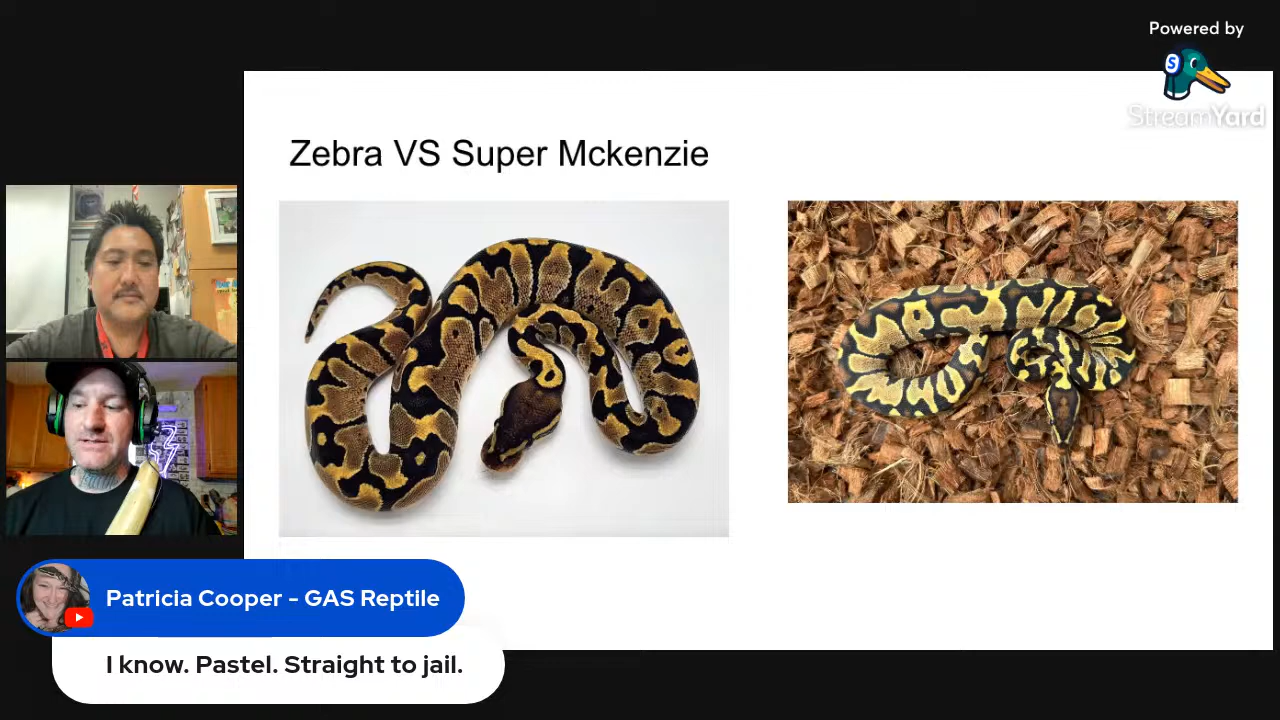 Powered by
StreamYard
Zebra VS Super Mckenzie
Patricia Cooper - GAS Reptile
I know. Pastel. Straight to jail.